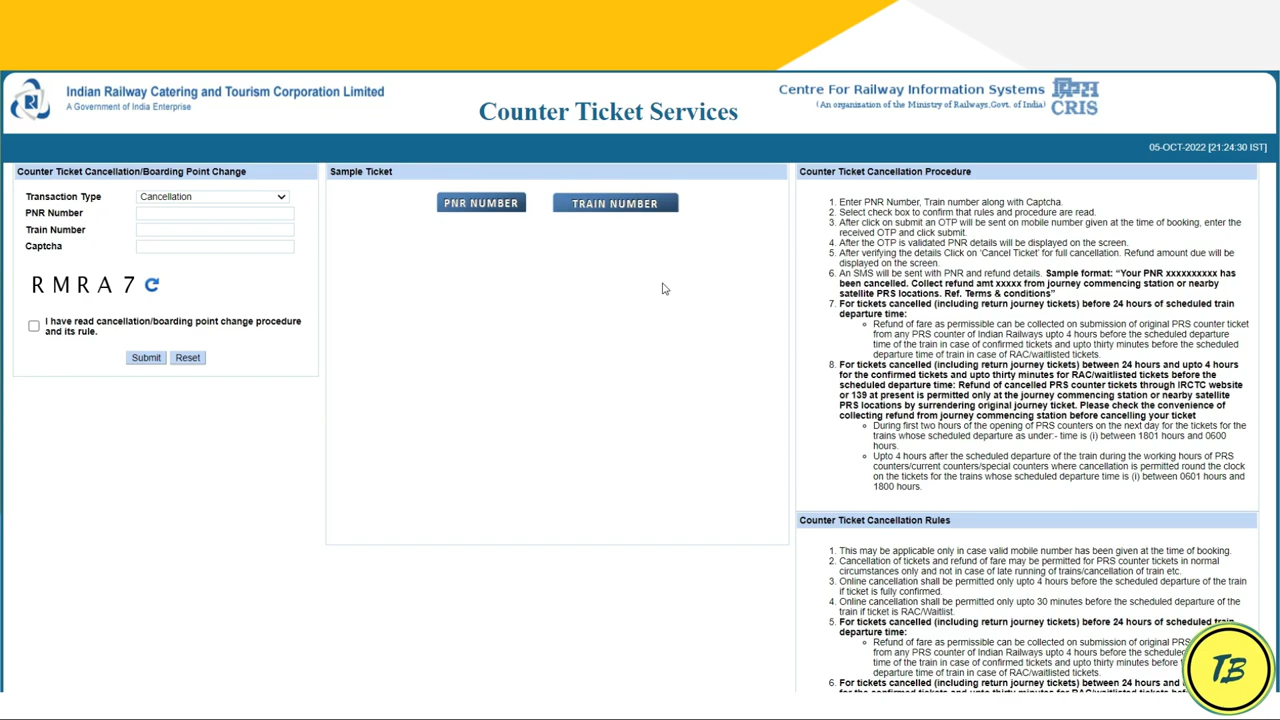 Indian Railway Catering and Tourism Corporation Limited
A Government of India Enterprise
Counter Ticket Services
Centre For Railway Information Systems
(An organisation of the Ministry of Railways,Govt. of India)
CRIS
05-OCT-2022 [21:24:30 IST]
Counter Ticket Cancellation/Boarding Point Change
Transaction Type
Cancellation
PNR Number
Train Number
Captcha
R M R A 7
I have read cancellation/boarding point change procedure
and its rule.
Submit
Reset
Sample Ticket
PNR NUMBER
TRAIN NUMBER
Counter Ticket Cancellation Procedure
1. Enter PNR Number, Train number along with Captcha.
2. Select check box to confirm that rules and procedure are read.
3. After click on submit an OTP will be sent on mobile number given at the time of booking, enter the
received OTP and click submit.
4. After the OTP is validated PNR details will be displayed on the screen.
5. After verifying the details Click on 'Cancel Ticket' for full cancellation. Refund amount due will be
displayed on the screen.
6. An SMS will be sent with PNR and refund details. Sample format: “Your PNR xxxxxxxxxx has
been cancelled. Collect refund amt xxxxx from journey commencing station or nearby
satellite PRS locations. Ref. Terms & conditions”
7. For tickets cancelled (including return journey tickets) before 24 hours of scheduled train
departure time:
Refund of fare as permissible can be collected on submission of original PRS counter ticket
from any PRS counter of Indian Railways upto 4 hours before the scheduled departure
time of the train in case of confirmed tickets and upto thirty minutes before the scheduled
departure time of train in case of RAC/waitlisted tickets.
8. For tickets cancelled (including return journey tickets) between 24 hours and upto 4 hours
for the confirmed tickets and upto thirty minutes for RAC/waitlisted tickets before the
scheduled departure time: Refund of cancelled PRS counter tickets through IRCTC website
or 139 at present is permitted only at the journey commencing station or nearby satellite
PRS locations by surrendering original journey ticket. Please check the convenience of
collecting refund from journey commencing station before cancelling your ticket
During first two hours of the opening of PRS counters on the next day for the tickets for the
trains whose scheduled departure as under:- time is (i) between 1801 hours and 0600
hours.
Upto 4 hours after the scheduled departure of the train during the working hours of PRS
counters/current counters/special counters where cancellation is permitted round the clock
on the tickets for the trains whose scheduled departure time is (i) between 0601 hours and
1800 hours.
Counter Ticket Cancellation Rules
1. This may be applicable only in case valid mobile number has been given at the time of booking.
2. Cancellation of tickets and refund of fare may be permitted for PRS counter tickets in normal
circumstances only and not in case of late running of trains/cancellation of train etc.
3. Online cancellation shall be permitted only upto 4 hours before the scheduled departure of the train
if ticket is fully confirmed.
4. Online cancellation shall be permitted only upto 30 minutes before the scheduled departure of the
train if ticket is RAC/Waitlist.
5. For tickets cancelled (including return journey tickets) before 24 hours of scheduled train
departure time:
Refund of fare as permissible can be collected on submission of original PRS
from any PRS counter of Indian Railways upto 4 hours before the scheduled
time of the train in case of confirmed tickets and upto thirty minutes before
departure time of train in case of RAC/waitlisted tickets.
6. For tickets cancelled (including return journey tickets) between 24 hours and
TB